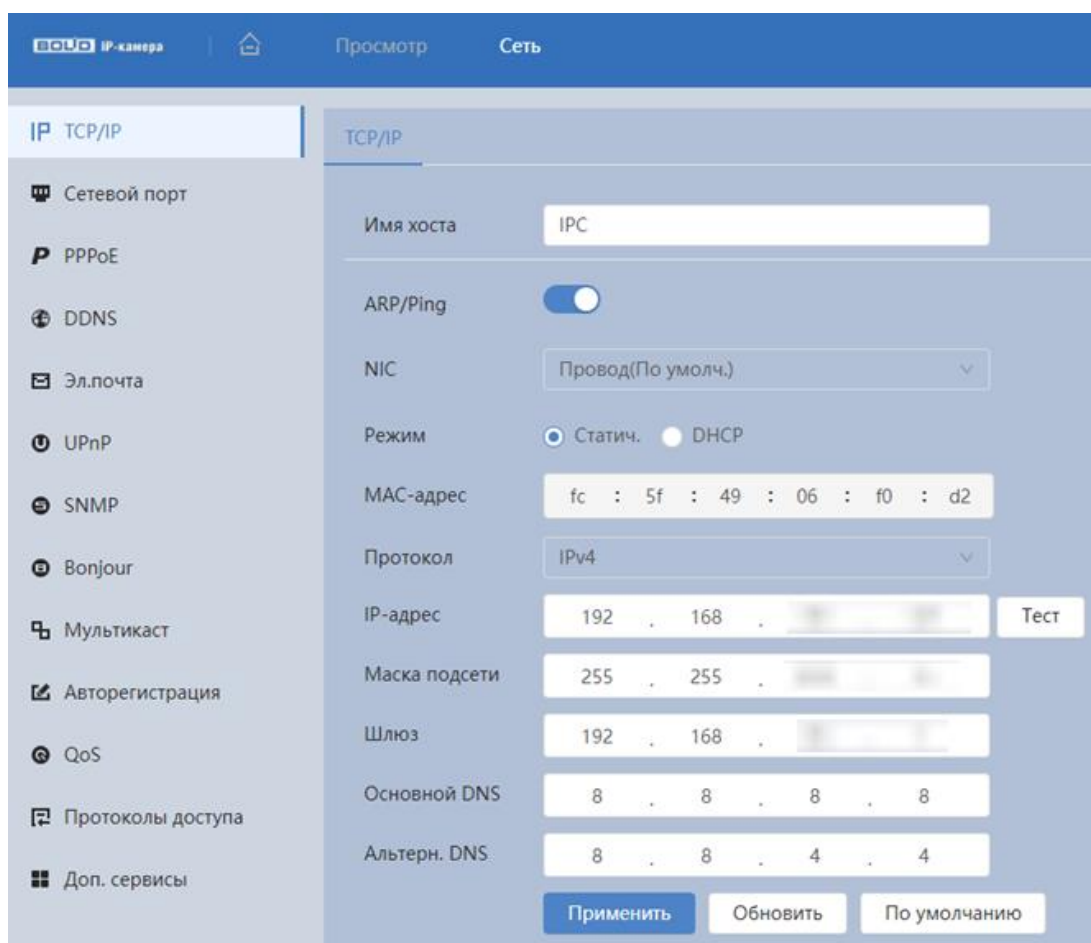 BOLID IP-камера Просмотр Сеть
IP TCP/IP
Сетевой порт
PPPoE
DDNS
Эл.почта
UPnP
SNMP
Bonjour
Мультикаст
Авторегистрация
QoS
Протоколы доступа
Доп. сервисы
TCP/IP
Имя хоста IPC
ARP/Ping
NIC Провод(По умолч.)
Режим Статич. DHCP
MAC-адрес fc : 5f : 49 : 06 : f0 : d2
Протокол IPv4
IP-адрес 192 . 168 . Тест
Маска подсети 255 . 255 .
Шлюз 192 . 168 .
Основной DNS 8 . 8 . 8 . 8
Альтерн. DNS 8 . 8 . 4 . 4
Применить Обновить По умолчанию